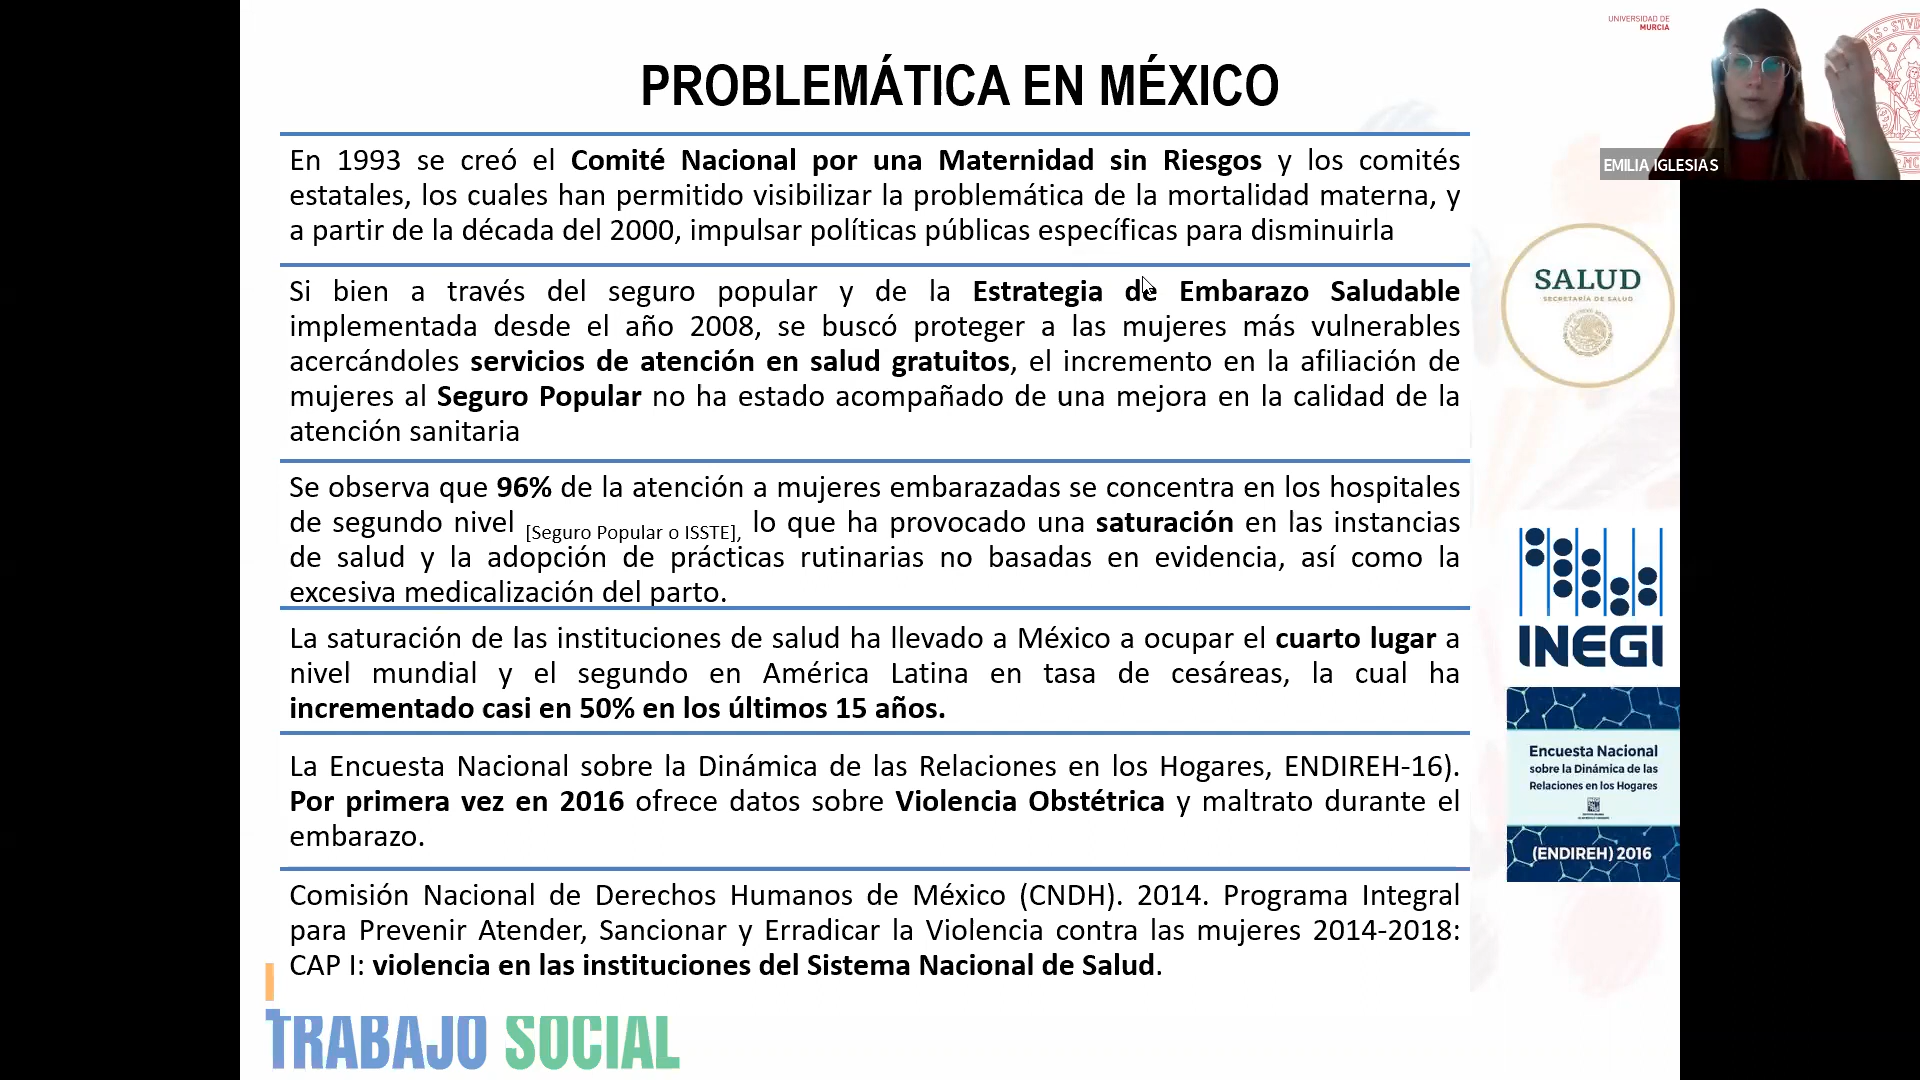 UNIVERSIDAD DE
MURCIA
EMILIA IGLESIAS
PROBLEMÁTICA EN MÉXICO
En 1993 se creó el Comité Nacional por una Maternidad sin Riesgos y los comités
estatales, los cuales han permitido visibilizar la problemática de la mortalidad materna, y
a partir de la década del 2000, impulsar políticas públicas específicas para disminuirla
Si bien a través del seguro popular y de la Estrategia de Embarazo Saludable
implementada desde el año 2008, se buscó proteger a las mujeres más vulnerables
acercándoles servicios de atención en salud gratuitos, el incremento en la afiliación de
mujeres al Seguro Popular no ha estado acompañado de una mejora en la calidad de la
atención sanitaria
Se observa que 96% de la atención a mujeres embarazadas se concentra en los hospitales
de segundo nivel [Seguro Popular o ISSTE], lo que ha provocado una saturación en las instancias
de salud y la adopción de prácticas rutinarias no basadas en evidencia, así como la
excesiva medicalización del parto.
La saturación de las instituciones de salud ha llevado a México a ocupar el cuarto lugar a
nivel mundial y el segundo en América Latina en tasa de cesáreas, la cual ha
incrementado casi en 50% en los últimos 15 años.
La Encuesta Nacional sobre la Dinámica de las Relaciones en los Hogares, ENDIREH-16).
Por primera vez en 2016 ofrece datos sobre Violencia Obstétrica y maltrato durante el
embarazo.
Comisión Nacional de Derechos Humanos de México (CNDH). 2014. Programa Integral
para Prevenir Atender, Sancionar y Erradicar la Violencia contra las mujeres 2014-2018:
CAP I: violencia en las instituciones del Sistema Nacional de Salud.
SALUD
SECRETARÍA DE SALUD
INEGI
Encuesta Nacional
sobre la Dinámica de las
Relaciones en los Hogares
(ENDIREH) 2016
TRABAJO SOCIAL